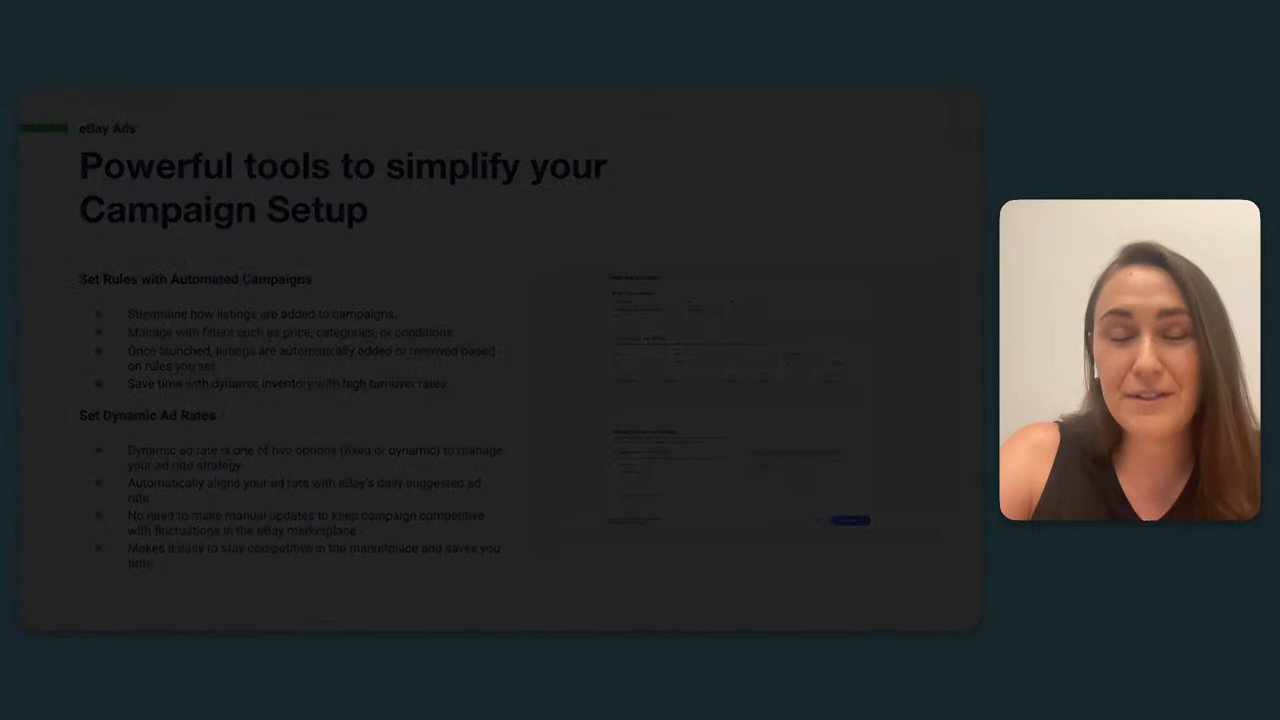 eBay Ads
Powerful tools to simplify your
Campaign Setup
Set Rules with Automated Campaigns
Streamline how listings are added to campaigns.
Manage with filters such as price, categories, or conditions.
Once launched, listings are automatically added or removed based
on rules you set.
Save time with dynamic inventory with high turnover rates
Set Dynamic Ad Rates
Dynamic ad rate is one of two options (fixed or dynamic) to manage
your ad rate strategy.
Automatically aligns your ad rate with eBay's daily suggested ad
rate.
No need to make manual updates to keep campaign competitive
with fluctuations in the eBay marketplace.
Makes it easy to stay competitive in the marketplace and saves you
time.